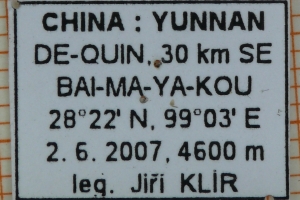 CHINA : YUNNAN
DE-QUIN, 30 km SE
BAI-MA-YA-KOU
28°22' N, 99°03' E
2. 6. 2007, 4600 m
leg. Jiří KLÍR